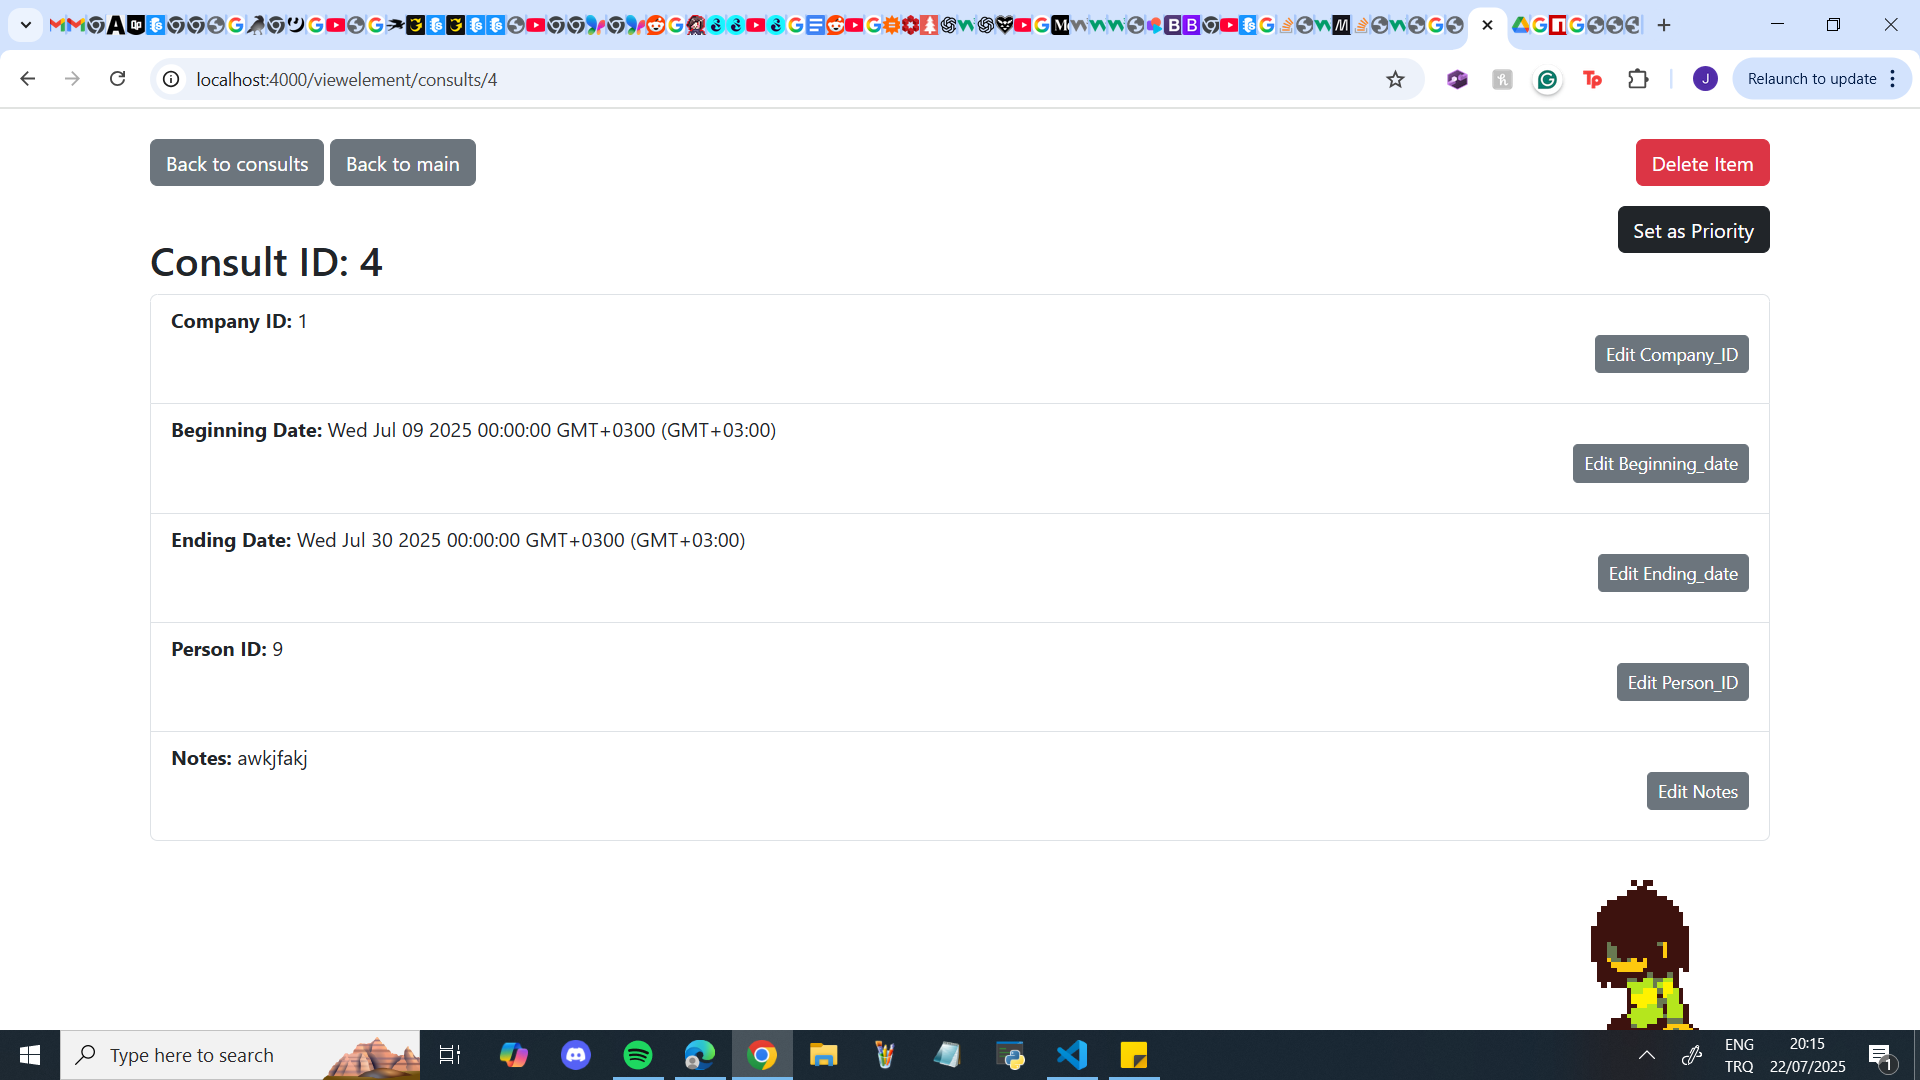 localhost:4000/viewelement/consults/4
J
Relaunch to update
Back to consults
Back to main
Delete Item
Set as Priority
Consult ID: 4
Company ID: 1
Edit Company_ID
Beginning Date: Wed Jul 09 2025 00:00:00 GMT+0300 (GMT+03:00)
Edit Beginning_date
Ending Date: Wed Jul 30 2025 00:00:00 GMT+0300 (GMT+03:00)
Edit Ending_date
Person ID: 9
Edit Person_ID
Notes: awkjfakj
Edit Notes
Type here to search
ENG
TRQ
20:15
22/07/2025
1